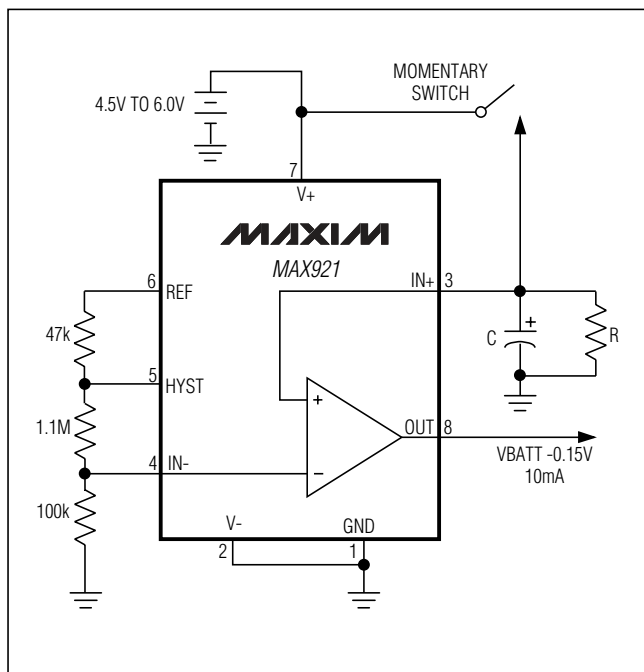 MOMENTARY
SWITCH
4.5V TO 6.0V
7
V+
MAXIM
MAX921
6
REF
IN+
3
47k
+
C
R
5
HYST
1.1M
+
OUT
8
4
IN-
−
VBATT -0.15V
10mA
100k
V-
GND
2
1